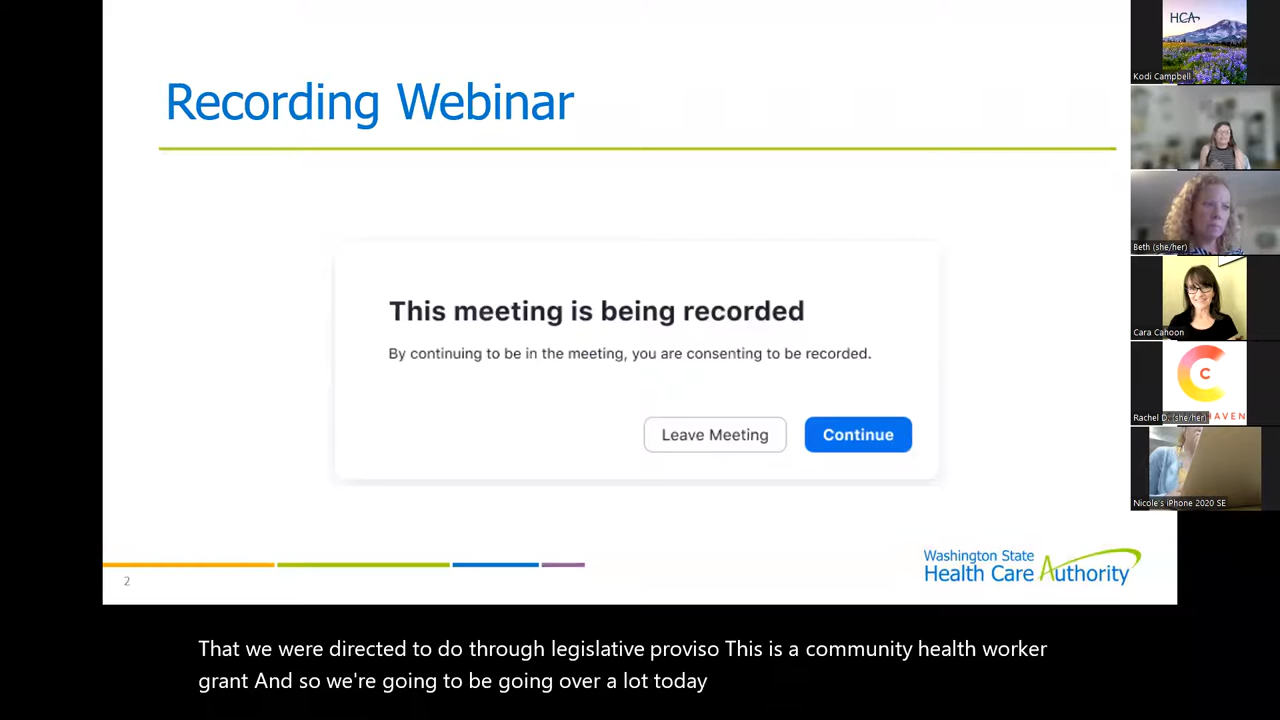 Recording Webinar
This meeting is being recorded
By continuing to be in the meeting, you are consenting to be recorded.
Leave Meeting
Continue
2
Washington State
Health Care Authority
HCA
Kodi Campbell
Beth (she/her)
Cara Cahoon
C
HAVEN
Rachel D. (she/her)
Nicole's iPhone 2020 SE
That we were directed to do through legislative proviso This is a community health worker
grant And so we're going to be going over a lot today